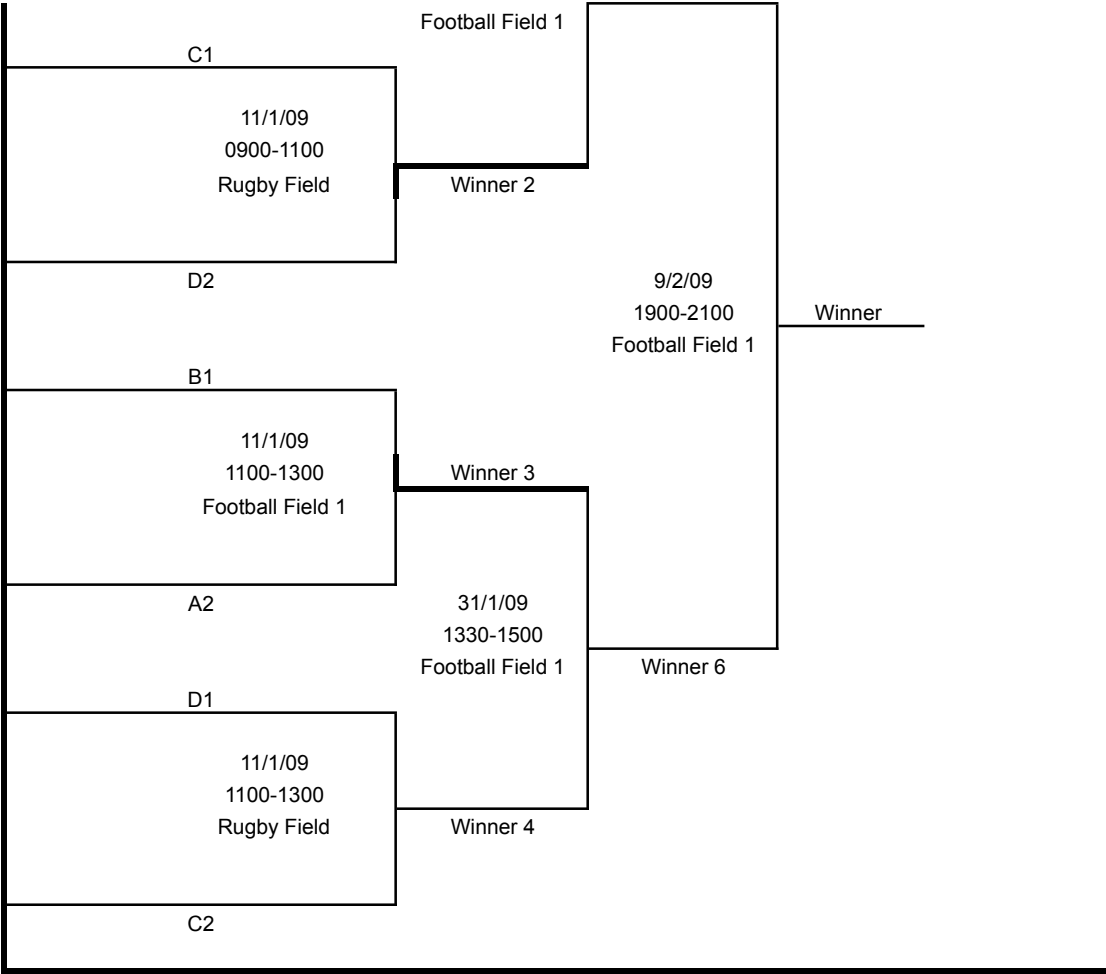 Football Field 1
C1
11/1/09
0900-1100
Rugby Field
Winner 2
D2
9/2/09
1900-2100
Football Field 1
Winner
B1
11/1/09
1100-1300
Football Field 1
Winner 3
A2
31/1/09
1330-1500
Football Field 1
Winner 6
D1
11/1/09
1100-1300
Rugby Field
Winner 4
C2